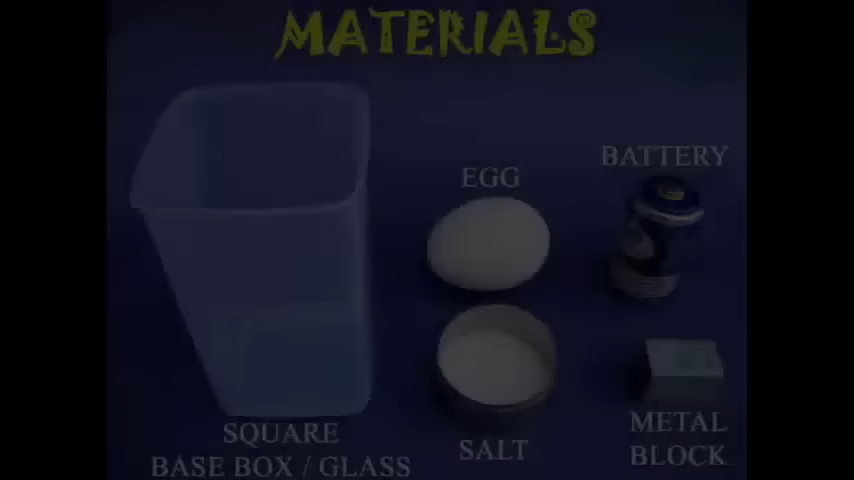 MATERIALS
BATTERY
EGG
SQUARE
BASE BOX / GLASS
SALT
METAL
BLOCK